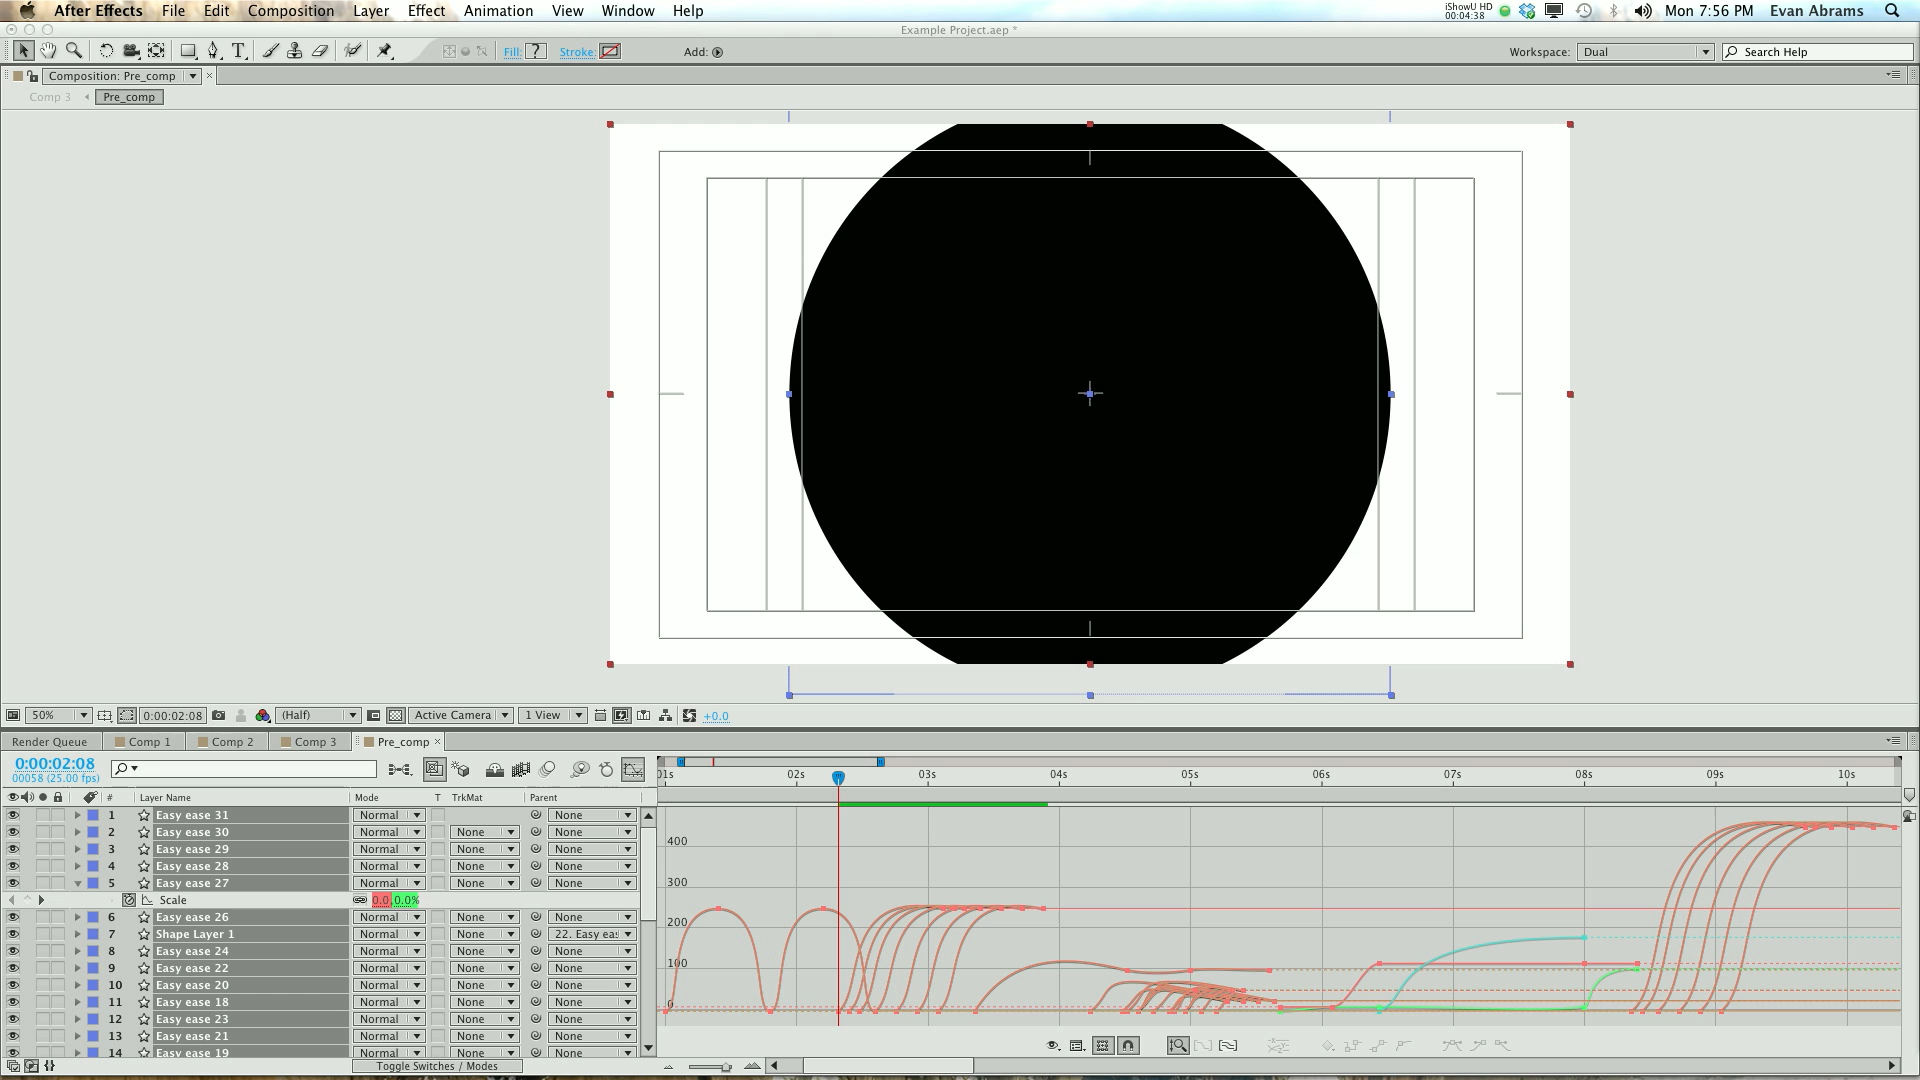 After Effects File Edit Composition Layer Effect Animation View Window Help
iShowU HD
00:04:38
Mon 7:56 PM Evan Abrams
Example Project.aep *
T Fill: ? Stroke: Add: Workspace: Dual Search Help
Composition: Pre_comp
Comp 3 Pre_comp
50% 0:00:02:08 (Half) Active Camera 1 View +0.0
Render Queue Comp 1 Comp 2 Comp 3 Pre_comp
0:00:02:08
00058 (25.00 fps)
01s 02s 03s 04s 05s 06s 07s 08s 09s 10s
# Layer Name Mode T TrkMat Parent
1 Easy ease 31 Normal None
2 Easy ease 30 Normal None None
3 Easy ease 29 Normal None None
4 Easy ease 28 Normal None None
5 Easy ease 27 Normal None None
Scale 0.0, 0.0%
6 Easy ease 26 Normal None None
7 Shape Layer 1 Normal None 22. Easy eas
8 Easy ease 24 Normal None None
9 Easy ease 22 Normal None None
10 Easy ease 20 Normal None None
11 Easy ease 18 Normal None None
12 Easy ease 23 Normal None None
13 Easy ease 21 Normal None None
14 Easy ease 19 Normal None None
400
300
200
100
0
Toggle Switches / Modes